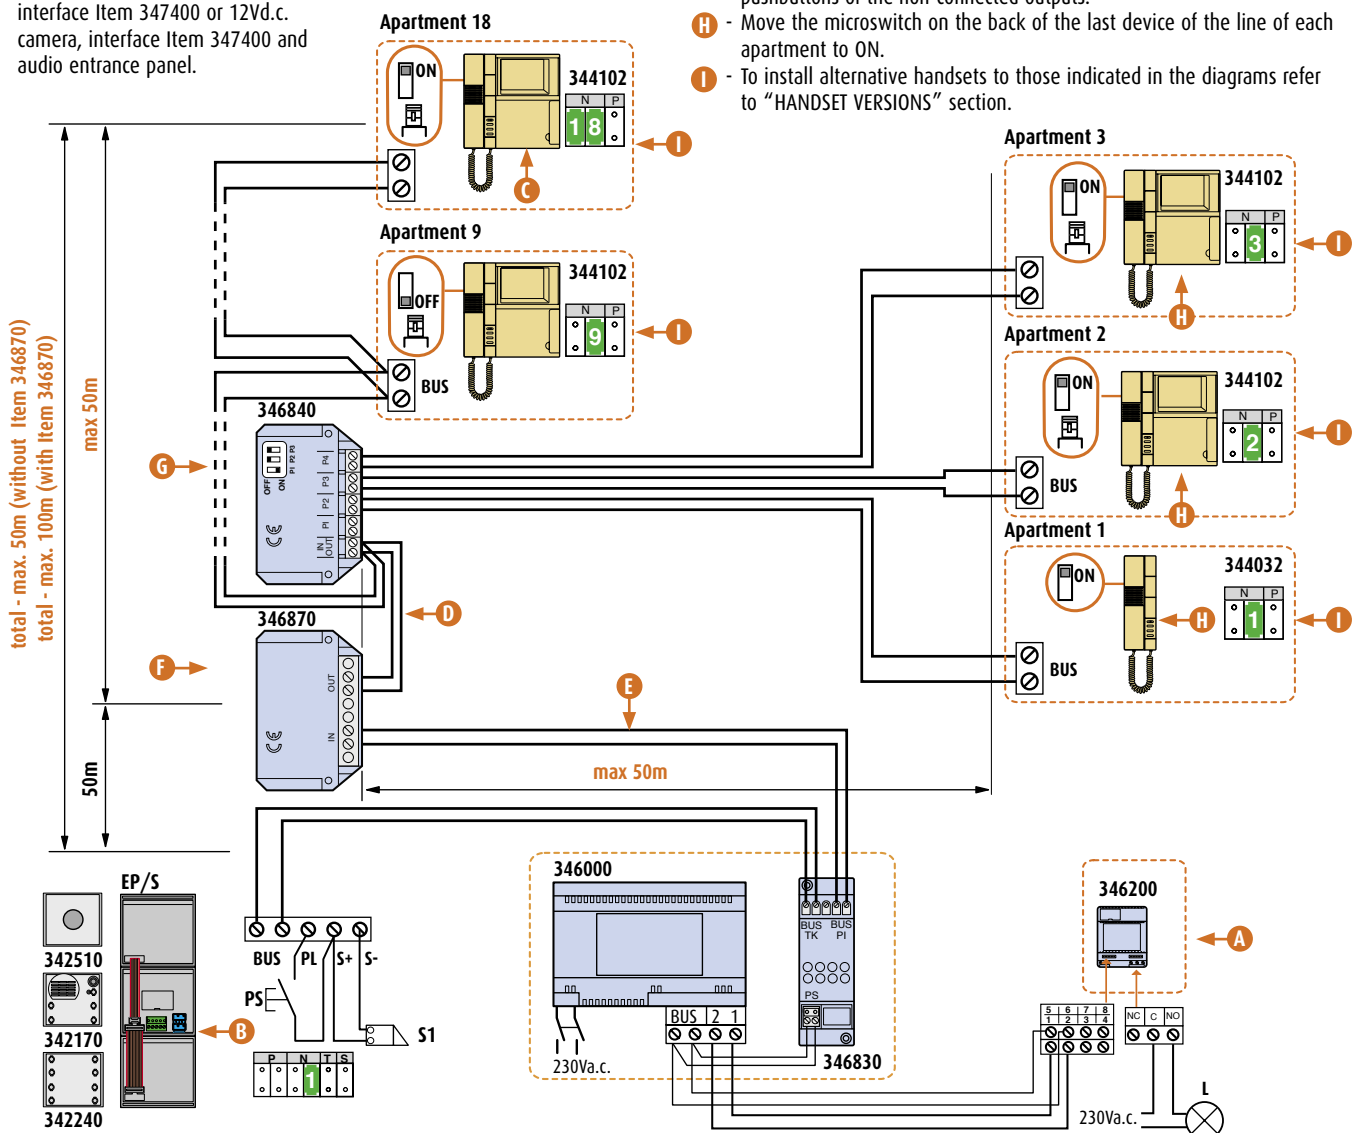 interface Item 347400 or 12Vd.c.
camera, interface Item 347400 and
audio entrance panel.
H - Move the microswitch on the back of the last device of the line of each
apartment to ON.
I - To install alternative handsets to those indicated in the diagrams refer
to “HANDSET VERSIONS” section.
Apartment 18
ON
344102
N P
1 8
I
C
Apartment 9
OFF
344102
N P
9
I
BUS
Apartment 3
ON
344102
N P
3
I
H
Apartment 2
ON
344102
N P
2
I
BUS
H
Apartment 1
ON
344032
N P
1
H
I
BUS
total - max. 50m (without Item 346870)
total - max. 100m (with Item 346870)
max 50m
50m
346840
OFF
ON
P1 P2 P3
P4
P3
P2
PI
IN
OUT
CE
G
D
346870
OUT
IN
CE
F
E
max 50m
EP/S
342510
342170
342240
B
BUS PL S+ S-
PS
S1
P N T S
1
346000
BUS 2 1
230Va.c.
BUS BUS
TK PI
PS
346830
346200
A
5 6 7 8
1 2 3 4
NC C NO
230Va.c.
L